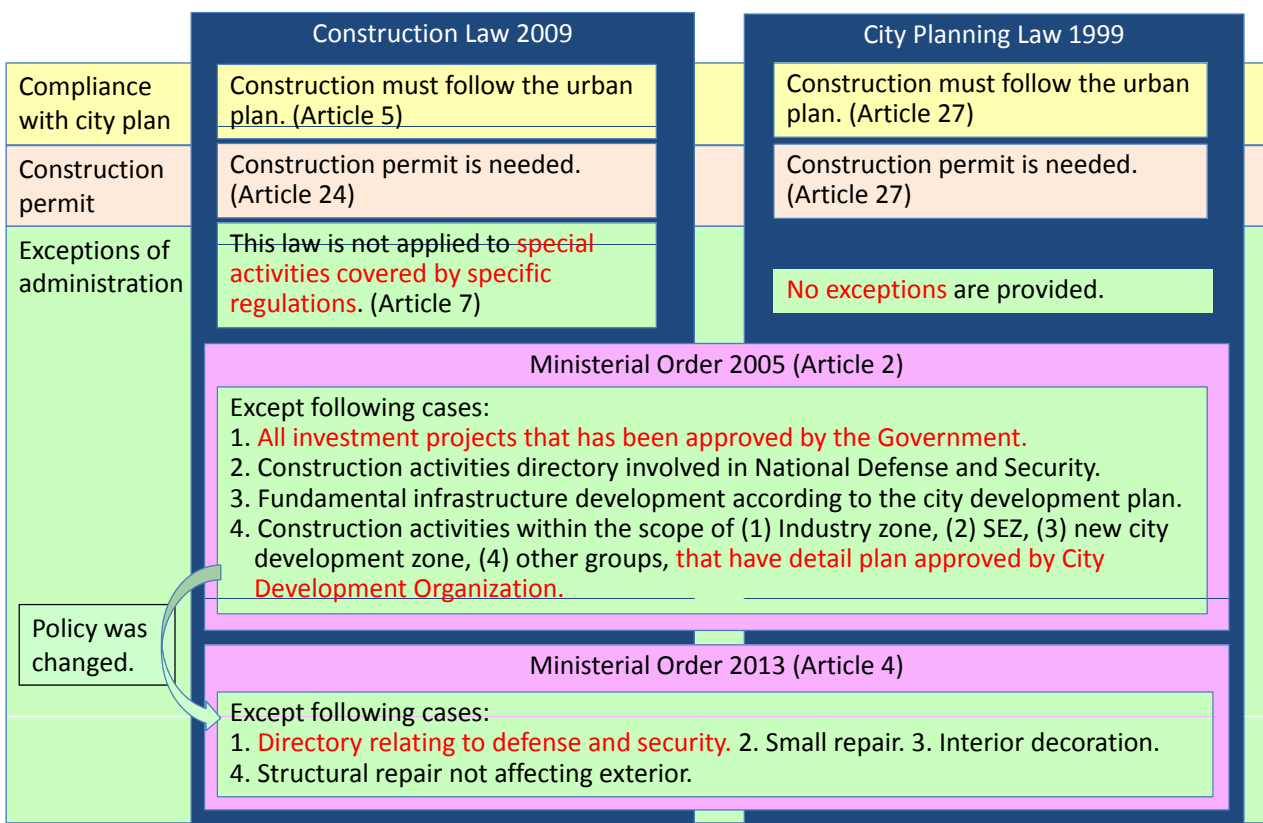 Construction Law 2009
City Planning Law 1999
Compliance
with city plan
Construction must follow the urban
plan. (Article 5)
Construction must follow the urban
plan. (Article 27)
Construction
permit
Construction permit is needed.
(Article 24)
Construction permit is needed.
(Article 27)
Exceptions of
administration
This law is not applied to special
activities covered by specific
regulations. (Article 7)
No exceptions are provided.
Ministerial Order 2005 (Article 2)
Except following cases:
1. All investment projects that has been approved by the Government.
2. Construction activities directory involved in National Defense and Security.
3. Fundamental infrastructure development according to the city development plan.
4. Construction activities within the scope of (1) Industry zone, (2) SEZ, (3) new city
development zone, (4) other groups, that have detail plan approved by City
Development Organization.
Policy was
changed.
Ministerial Order 2013 (Article 4)
Except following cases:
1. Directory relating to defense and security. 2. Small repair. 3. Interior decoration.
4. Structural repair not affecting exterior.